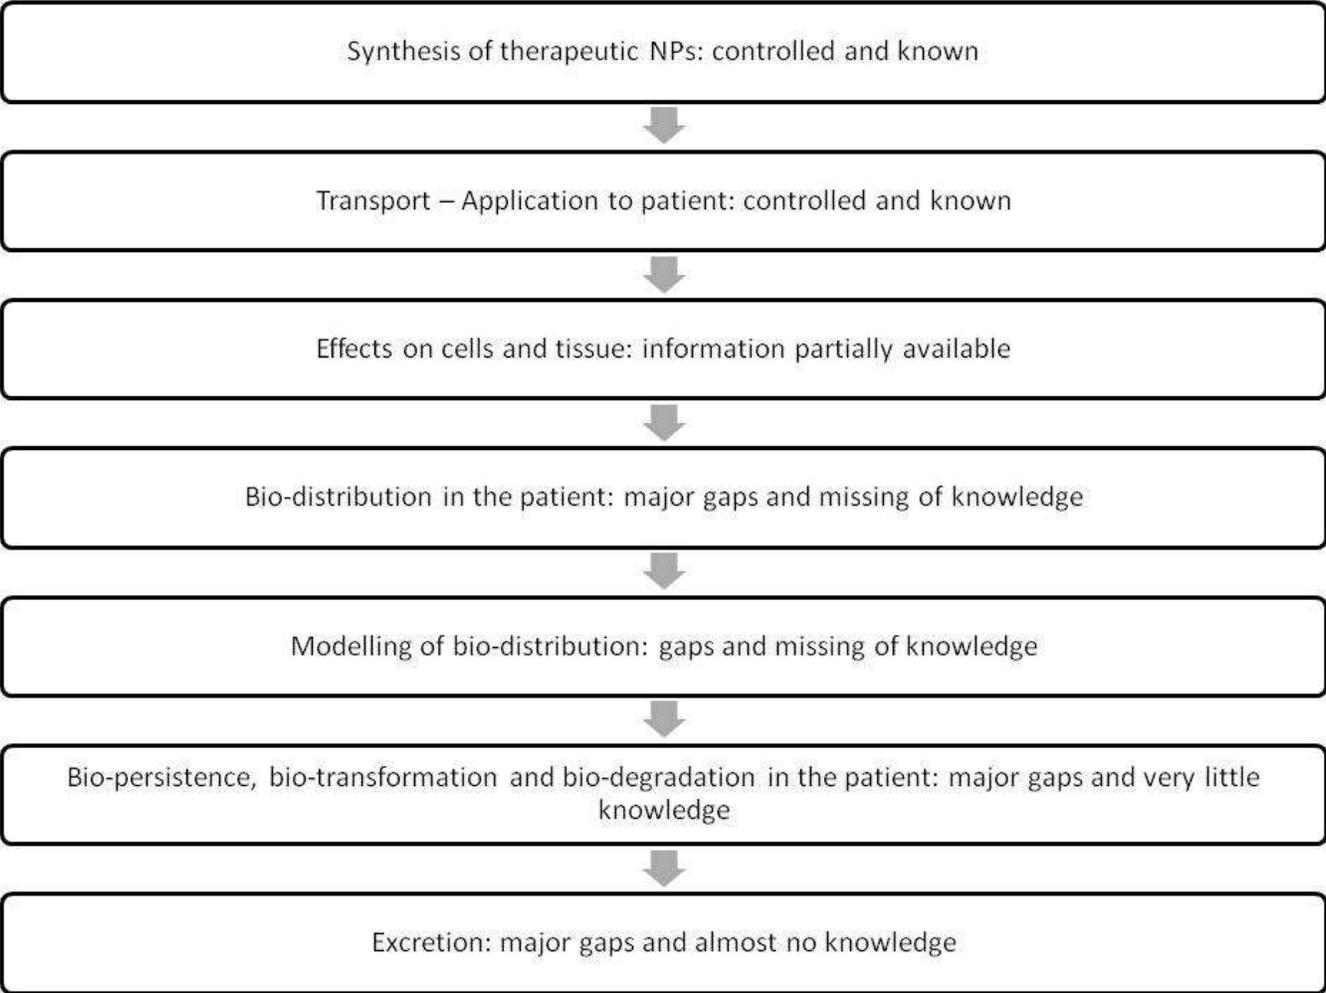 Synthesis of therapeutic NPs: controlled and known
Transport – Application to patient: controlled and known
Effects on cells and tissue: information partially available
Bio-distribution in the patient: major gaps and missing of knowledge
Modelling of bio-distribution: gaps and missing of knowledge
Bio-persistence, bio-transformation and bio-degradation in the patient: major gaps and very little
knowledge
Excretion: major gaps and almost no knowledge